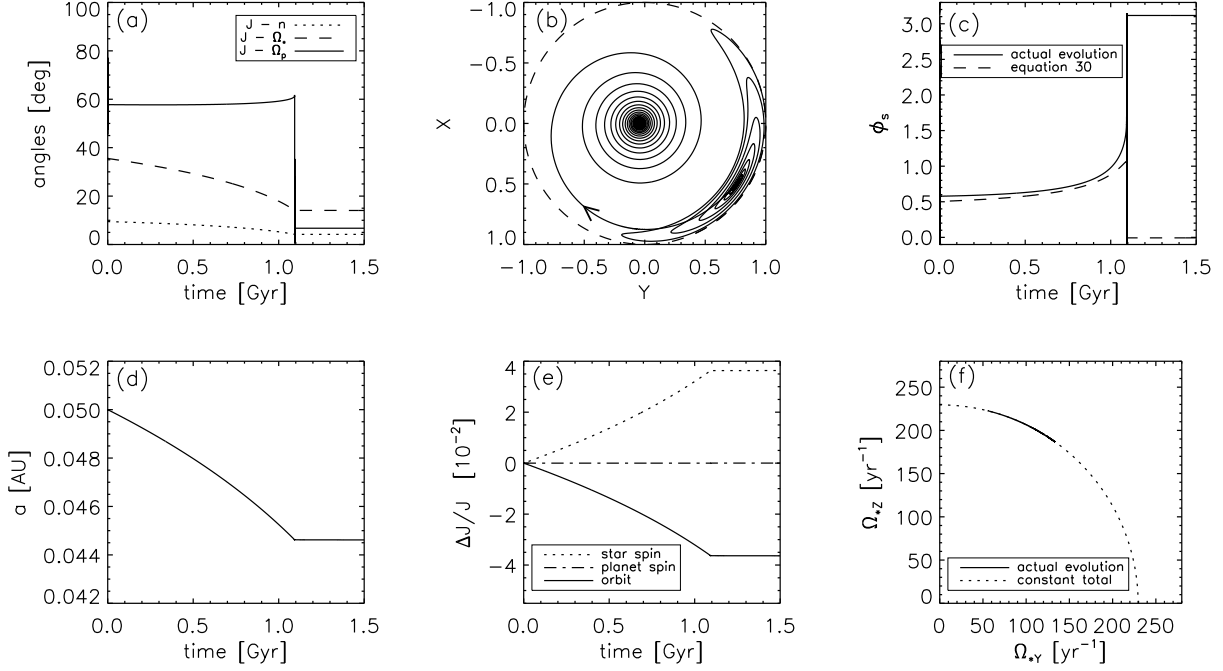 (a)
J − n
J − Ω*
J − Ωp
angles [deg]
100
80
60
40
20
0
0.0 0.5 1.0 1.5
time [Gyr]
(b)
X
−1.0
−0.5
0.0
0.5
1.0
−1.0 −0.5 0.0 0.5 1.0
Y
(c)
actual evolution
equation 30
ϕs
3.0
2.5
2.0
1.5
1.0
0.5
0.0
0.0 0.5 1.0 1.5
time [Gyr]
(d)
a [AU]
0.052
0.050
0.048
0.046
0.044
0.042
0.0 0.5 1.0 1.5
time [Gyr]
(e)
ΔJ/J [10⁻²]
4
2
0
−2
−4
star spin
planet spin
orbit
0.0 0.5 1.0 1.5
time [Gyr]
(f)
Ω*Z [yr⁻¹]
250
200
150
100
50
0
actual evolution
constant total
0 50 100 150 200 250
Ω*Y [yr⁻¹]